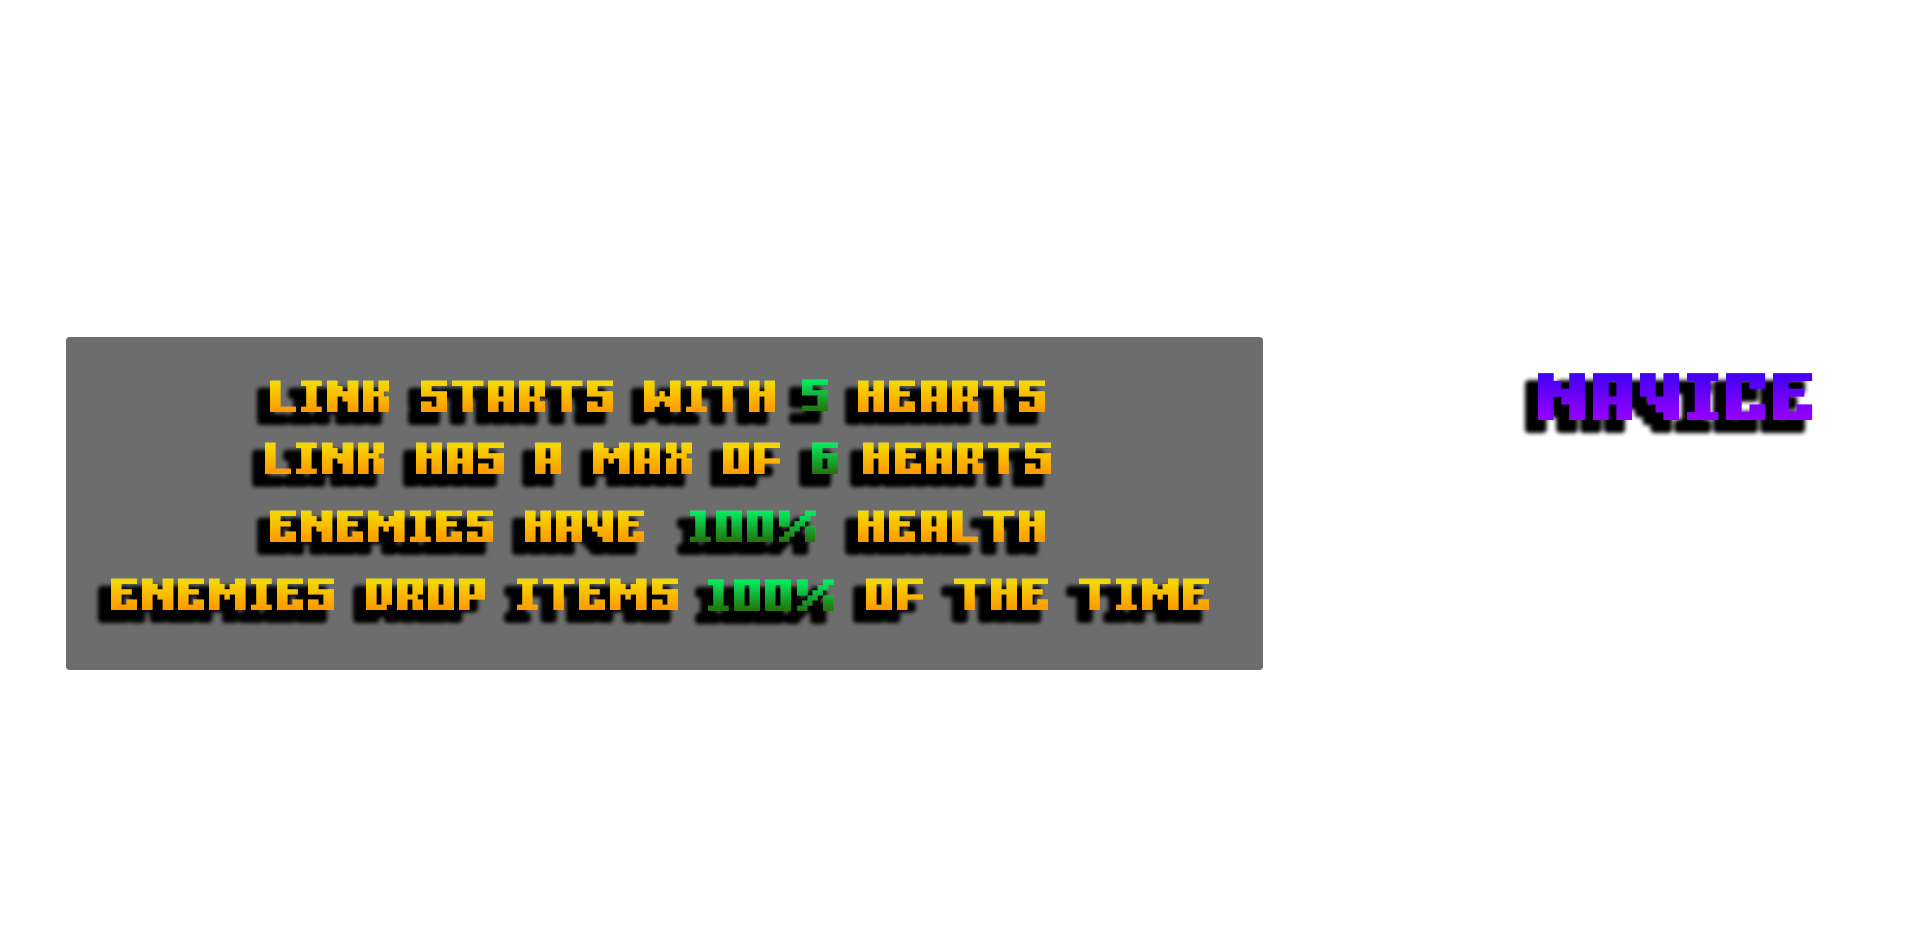 LINK STARTS WITH 5 HEARTS
LINK HAS A MAX OF 6 HEARTS
ENEMIES HAVE 100% HEALTH
ENEMIES DROP ITEMS 100% OF THE TIME
NAVICE